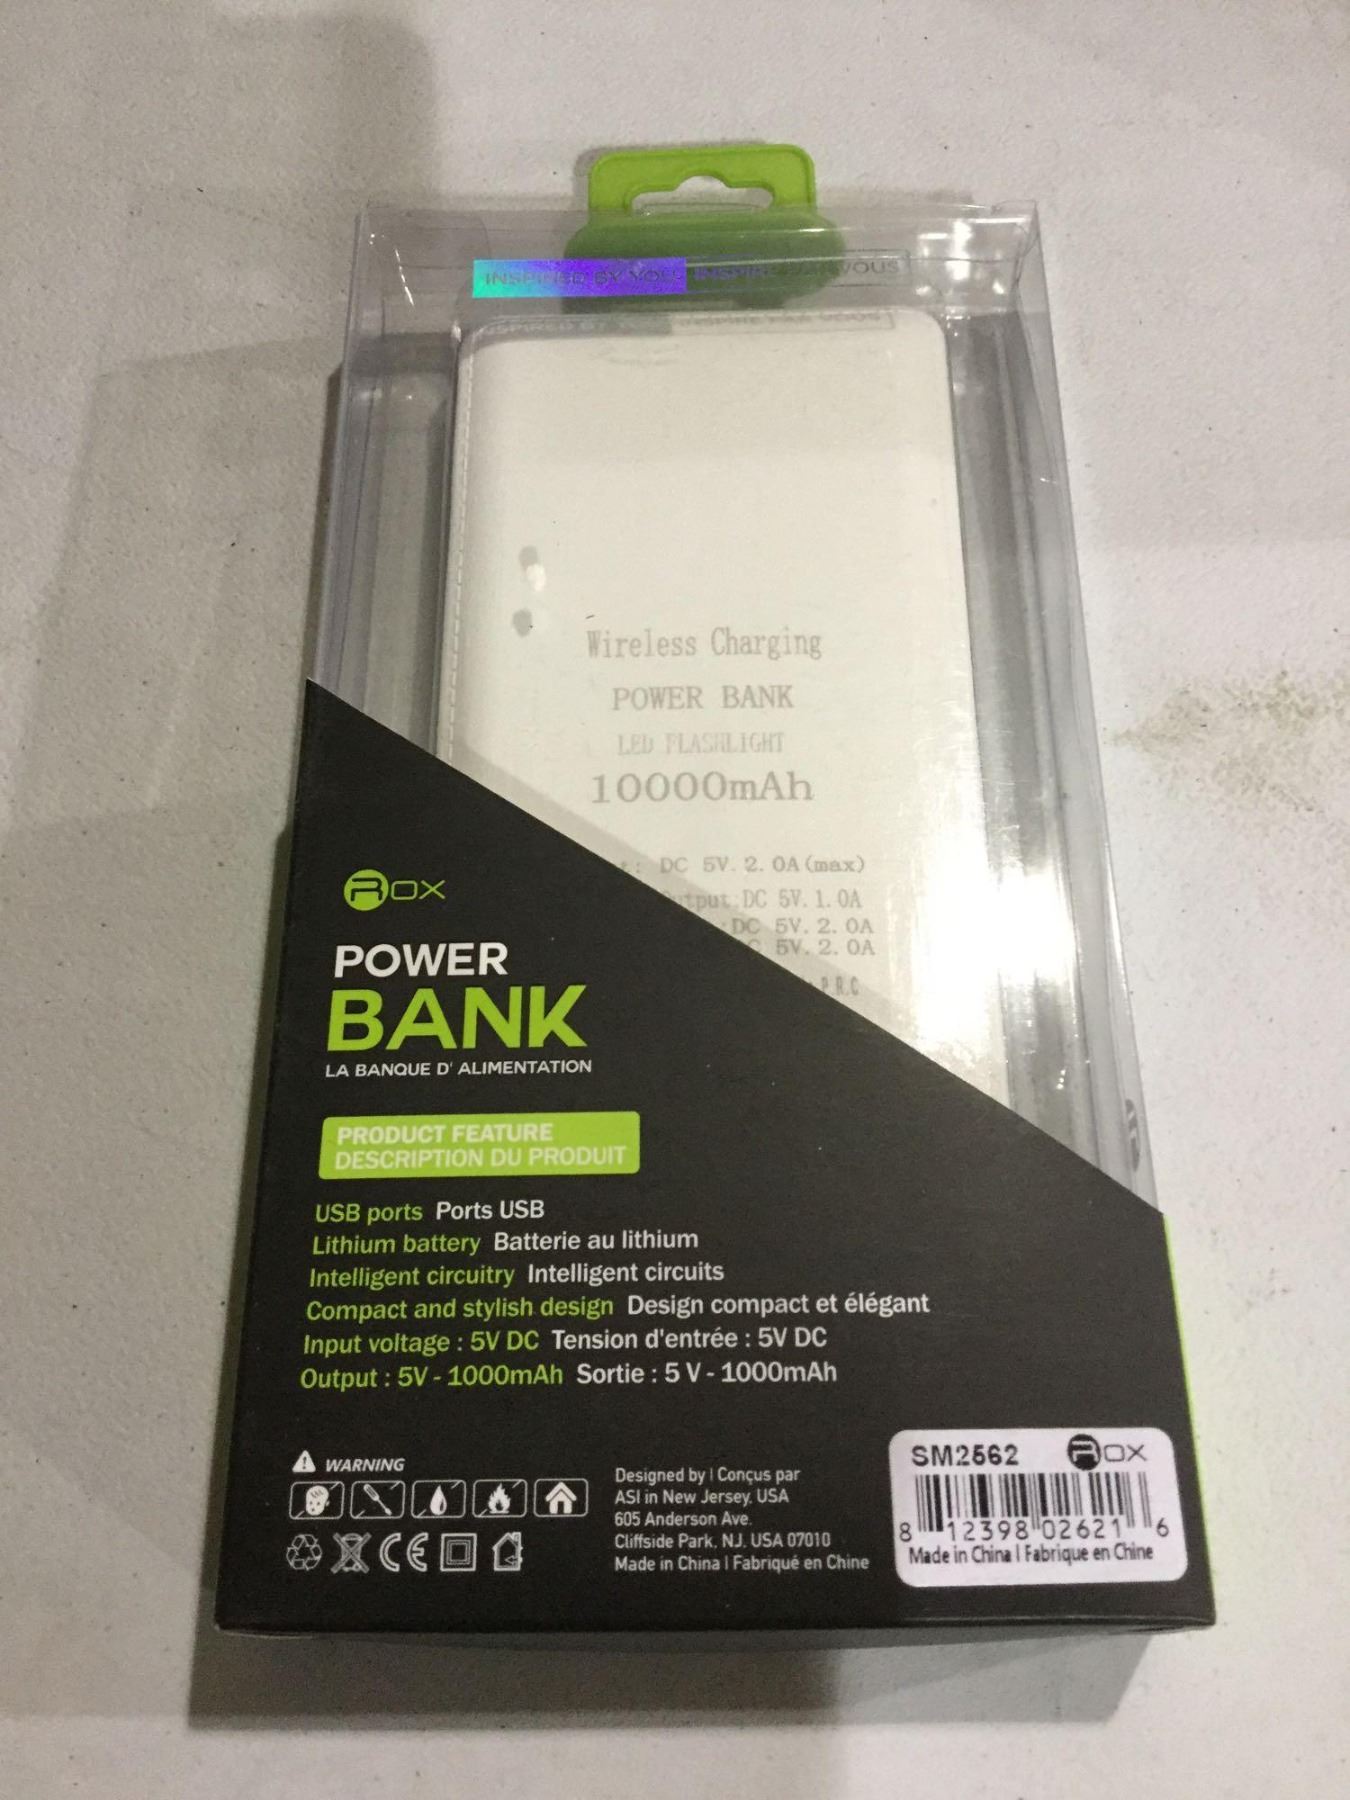 INSPIRED BY YOU INSPIRÉ PAR VOUS
Wireless Charging
POWER BANK
LED FLASHLIGHT
10000mAh
DC 5V. 2. 0A(max)
DC 5V. 1. 0A
DC 5V. 2. 0A
5V. 2. 0A
P.R.C
ROX
POWER
BANK
LA BANQUE D' ALIMENTATION
PRODUCT FEATURE
DESCRIPTION DU PRODUIT
USB ports Ports USB
Lithium battery Batterie au lithium
Intelligent circuitry Intelligent circuits
Compact and stylish design Design compact et élégant
Input voltage : 5V DC Tension d'entrée : 5V DC
Output : 5V - 1000mAh Sortie : 5 V - 1000mAh
WARNING
CE
Designed by | Conçus par
ASI in New Jersey, USA
605 Anderson Ave.
Cliffside Park, NJ. USA 07010
Made in China | Fabriqué en Chine
SM2562 ROX
8 12398 02621 6
Made in China | Fabrique en Chine